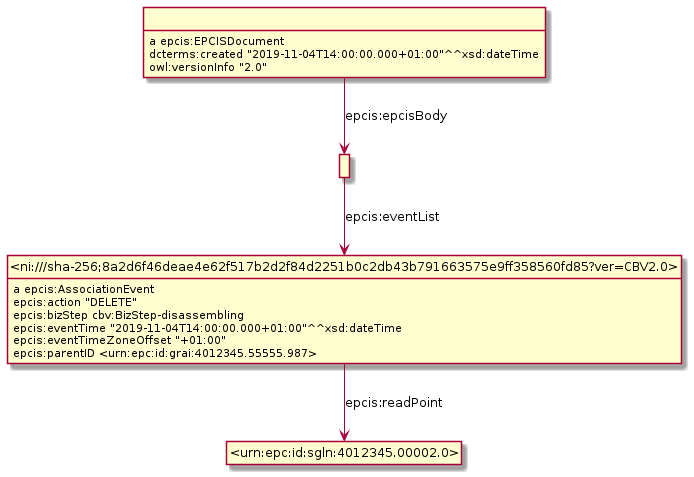 a epcis:EPCISDocument
dcterms:created "2019-11-04T14:00:00.000+01:00"^^xsd:dateTime
owl:versionInfo "2.0"
epcis:epcisBody
epcis:eventList
<ni:///sha-256;8a2d6f46deae4e62f517b2d2f84d2251b0c2db43b791663575e9ff358560fd85?ver=CBV2.0>
a epcis:AssociationEvent
epcis:action "DELETE"
epcis:bizStep cbv:BizStep-disassembling
epcis:eventTime "2019-11-04T14:00:00.000+01:00"^^xsd:dateTime
epcis:eventTimeZoneOffset "+01:00"
epcis:parentID <urn:epc:id:grai:4012345.55555.987>
epcis:readPoint
<urn:epc:id:sgln:4012345.00002.0>